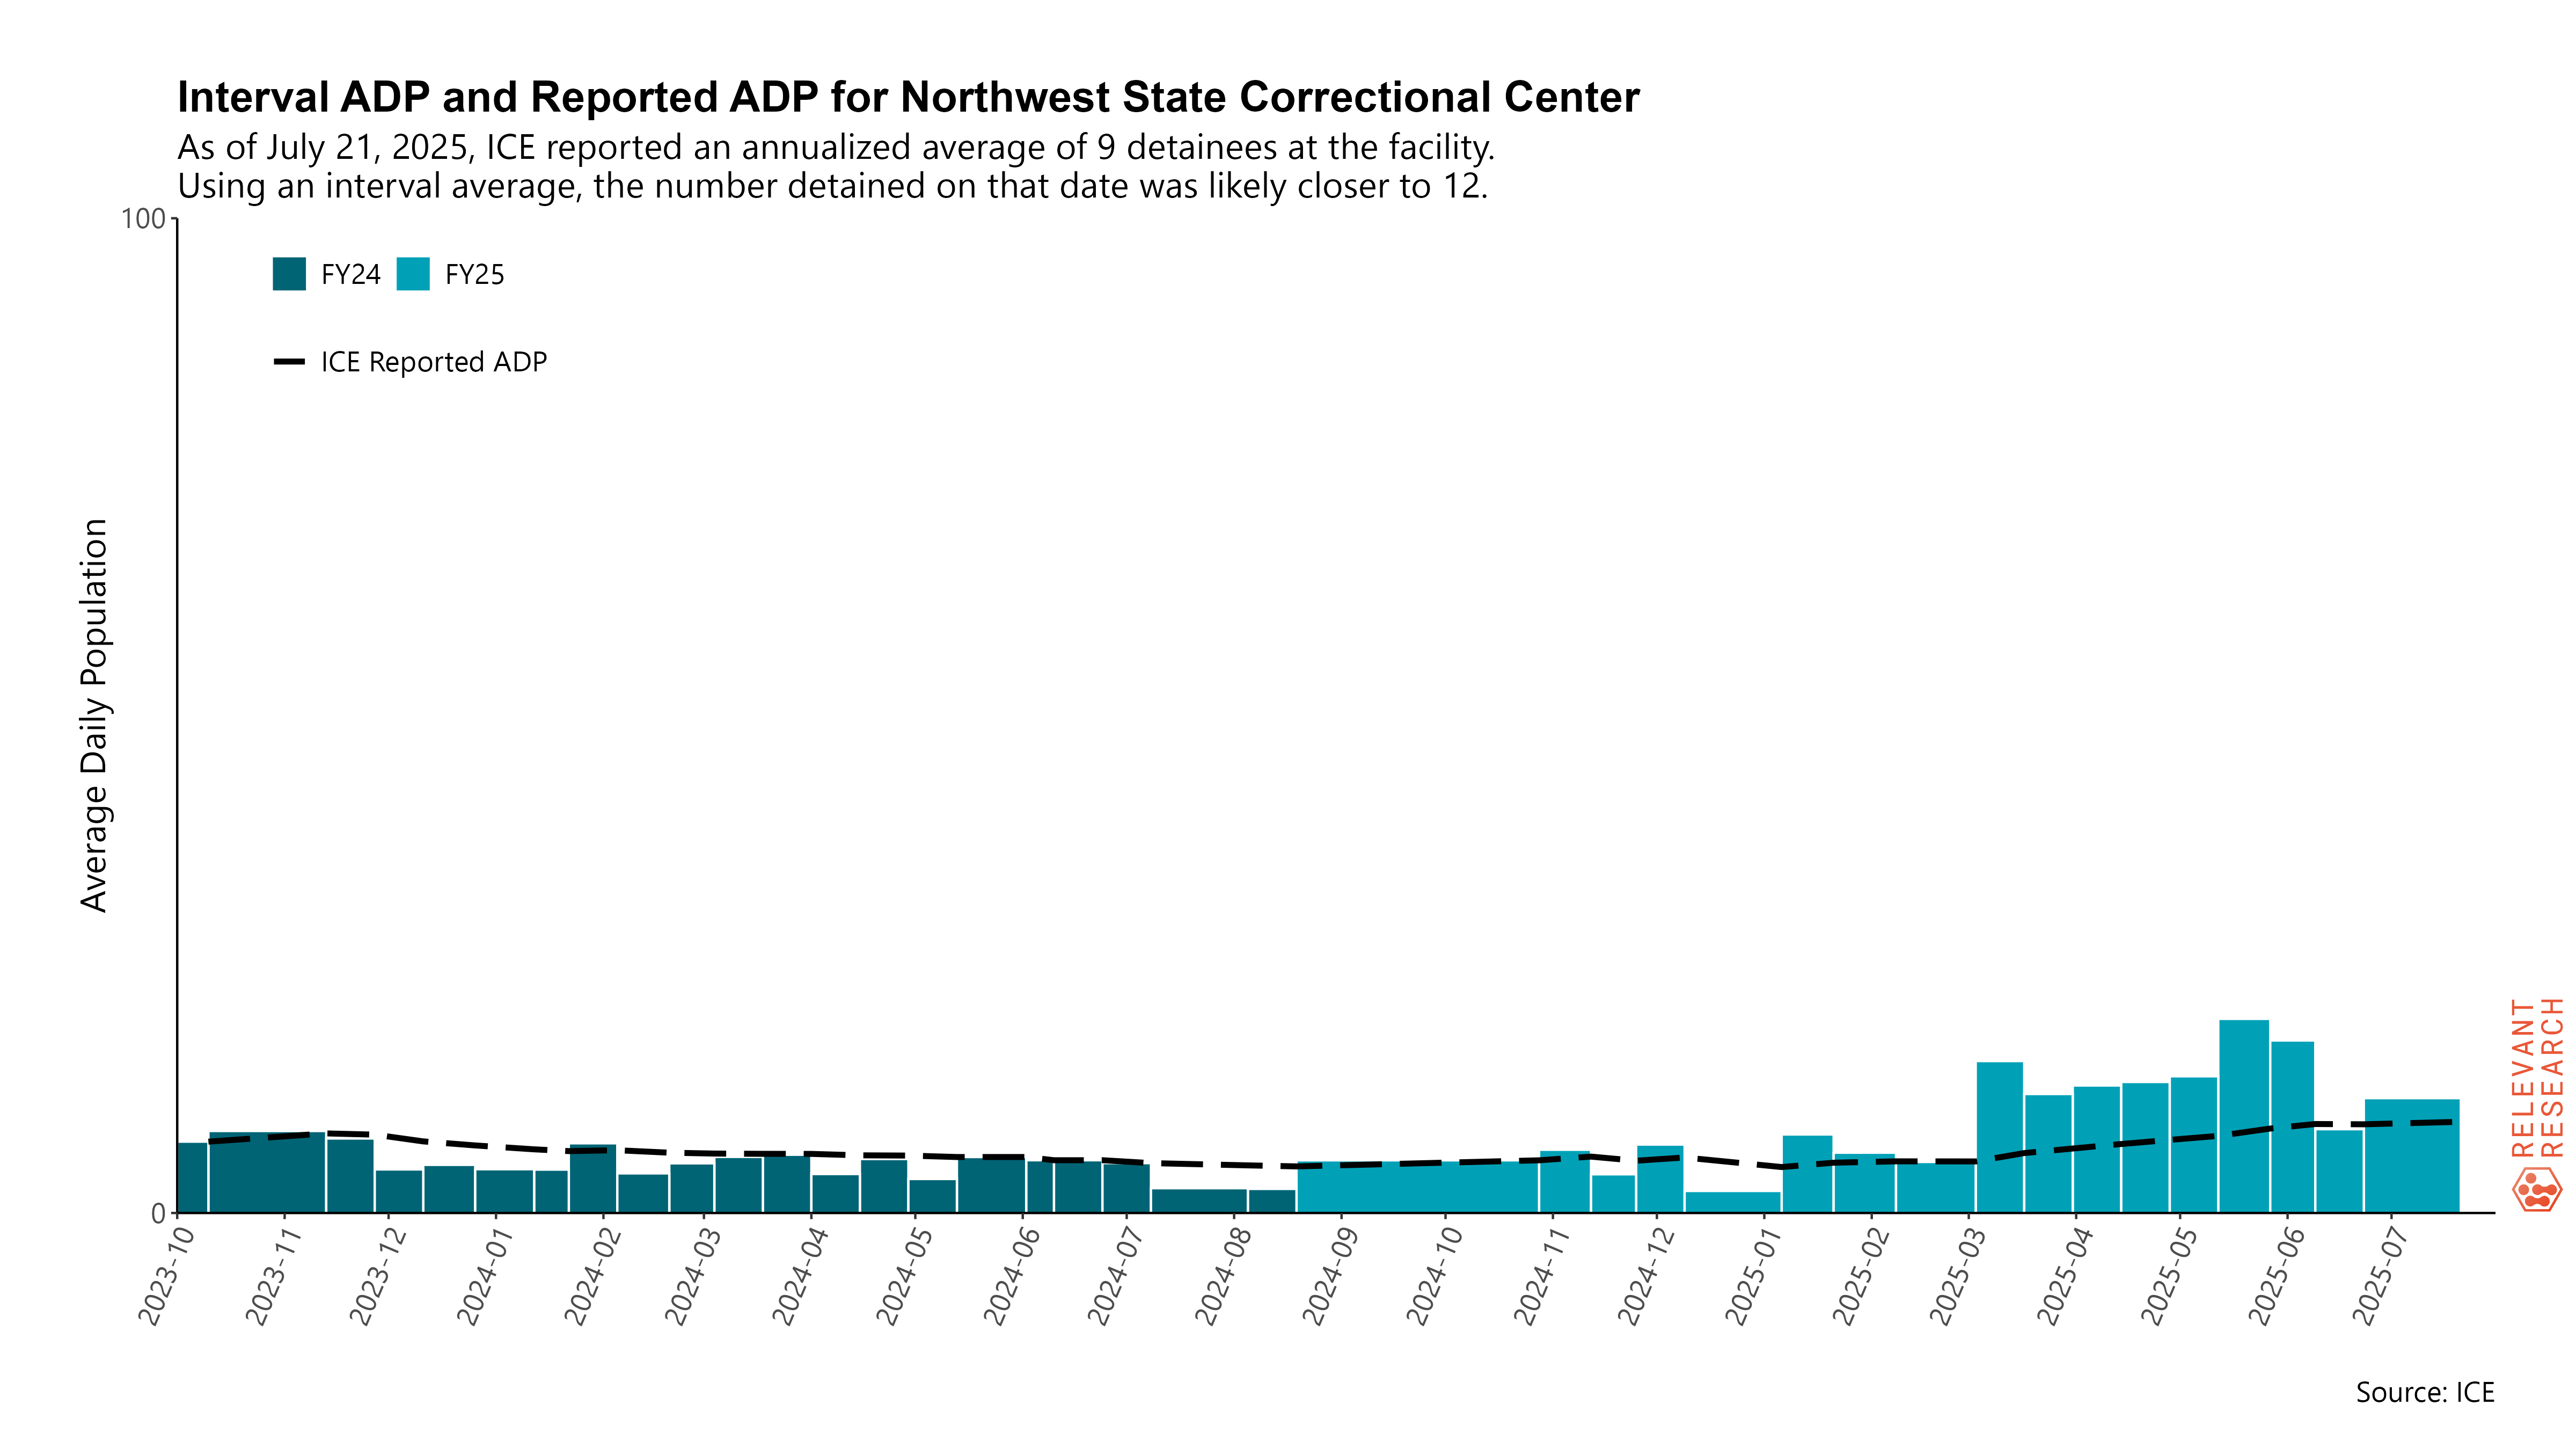 Interval ADP and Reported ADP for Northwest State Correctional Center
As of July 21, 2025, ICE reported an annualized average of 9 detainees at the facility.
Using an interval average, the number detained on that date was likely closer to 12.
100
FY24 FY25
ICE Reported ADP
Average Daily Population
0
2023-10
2023-11
2023-12
2024-01
2024-02
2024-03
2024-04
2024-05
2024-06
2024-07
2024-08
2024-09
2024-10
2024-11
2024-12
2025-01
2025-02
2025-03
2025-04
2025-05
2025-06
2025-07
RELEVANT
RESEARCH
Source: ICE